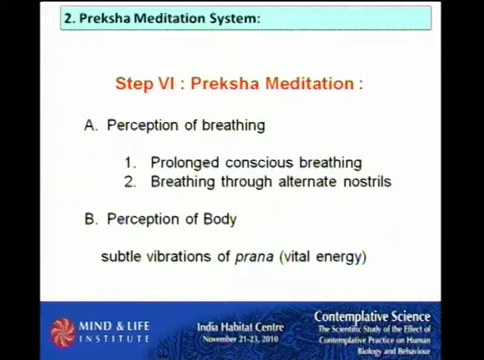 2. Preksha Meditation System:
Step VI : Preksha Meditation :
A. Perception of breathing
1. Prolonged conscious breathing
2. Breathing through alternate nostrils
B. Perception of Body
subtle vibrations of prana (vital energy)
MIND & LIFE
INSTITUTE
India Habitat Centre
November 21-23, 2010
Contemplative Science
The Scientific Study of the Effect of
Contemplative Practice on Human
Biology and Behaviour